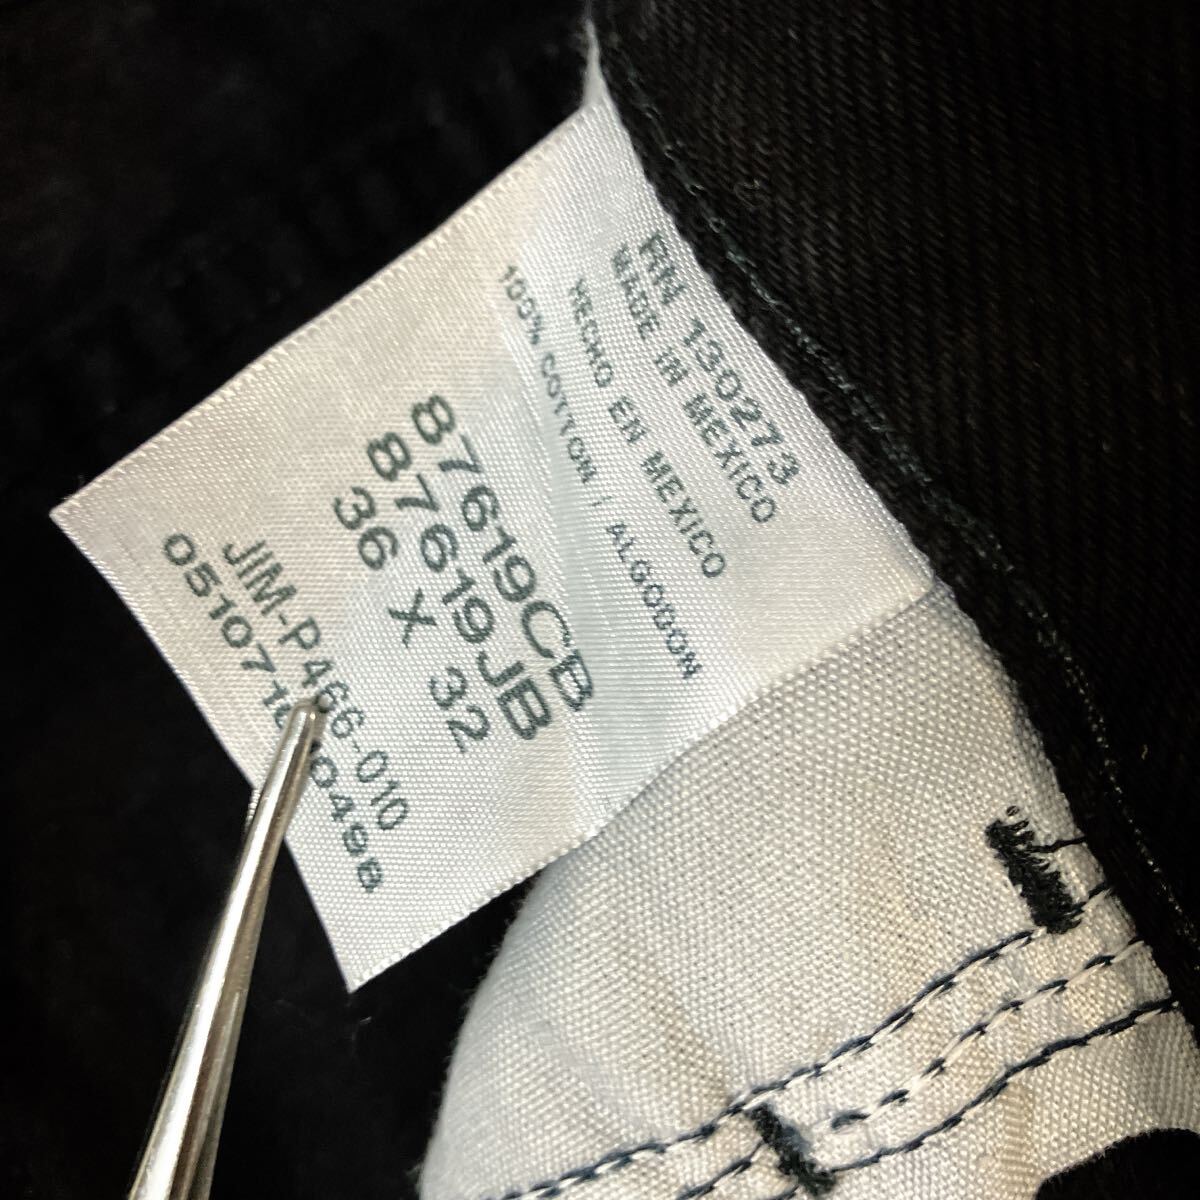 RN 130273
MADE IN MEXICO
HECHO EN MEXICO
100% COTTON / ALGODON
87619CB
87619JB
36 X 32
JIM-P466-010